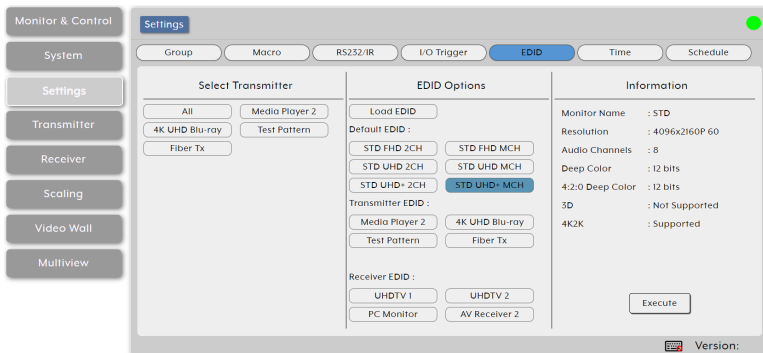 Monitor & Control
System
Settings
Transmitter
Receiver
Scaling
Video Wall
Multiview
Settings
Group
Macro
RS232/IR
I/O Trigger
EDID
Time
Schedule
Select Transmitter
All
Media Player 2
4K UHD Blu-ray
Test Pattern
Fiber Tx
EDID Options
Load EDID
Default EDID :
STD FHD 2CH
STD FHD MCH
STD UHD 2CH
STD UHD MCH
STD UHD+ 2CH
STD UHD+ MCH
Transmitter EDID :
Media Player 2
4K UHD Blu-ray
Test Pattern
Fiber Tx
Receiver EDID :
UHDTV 1
UHDTV 2
PC Monitor
AV Receiver 2
Information
Monitor Name : STD
Resolution : 4096x2160P 60
Audio Channels : 8
Deep Color : 12 bits
4:2:0 Deep Color : 12 bits
3D : Not Supported
4K2K : Supported
Execute
Version: